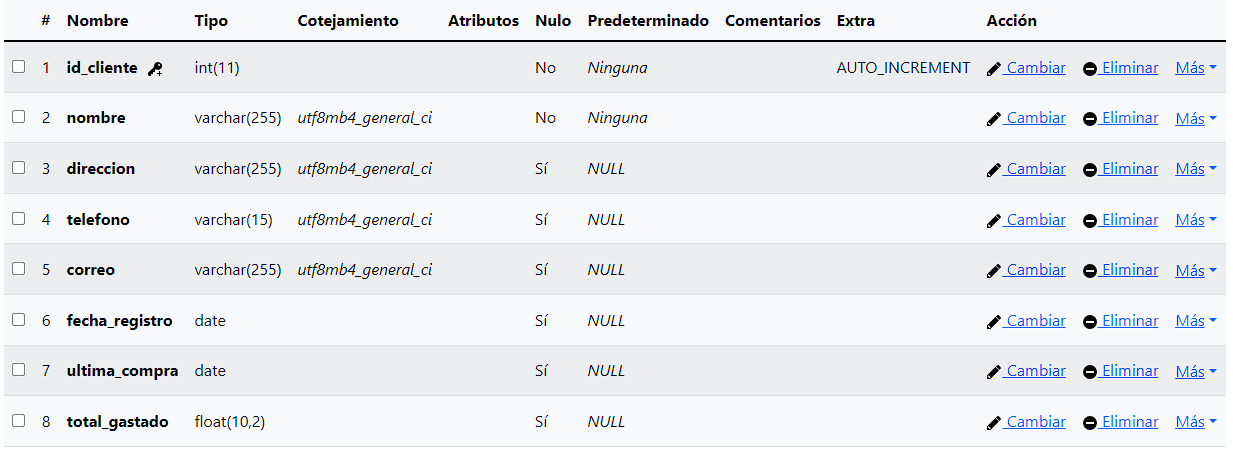 # Nombre Tipo Cotejamiento Atributos Nulo Predeterminado Comentarios Extra Acción
1 id_cliente int(11) No Ninguna AUTO_INCREMENT Cambiar Eliminar Más
2 nombre varchar(255) utf8mb4_general_ci No Ninguna Cambiar Eliminar Más
3 direccion varchar(255) utf8mb4_general_ci Sí NULL Cambiar Eliminar Más
4 telefono varchar(15) utf8mb4_general_ci Sí NULL Cambiar Eliminar Más
5 correo varchar(255) utf8mb4_general_ci Sí NULL Cambiar Eliminar Más
6 fecha_registro date Sí NULL Cambiar Eliminar Más
7 ultima_compra date Sí NULL Cambiar Eliminar Más
8 total_gastado float(10,2) Sí NULL Cambiar Eliminar Más